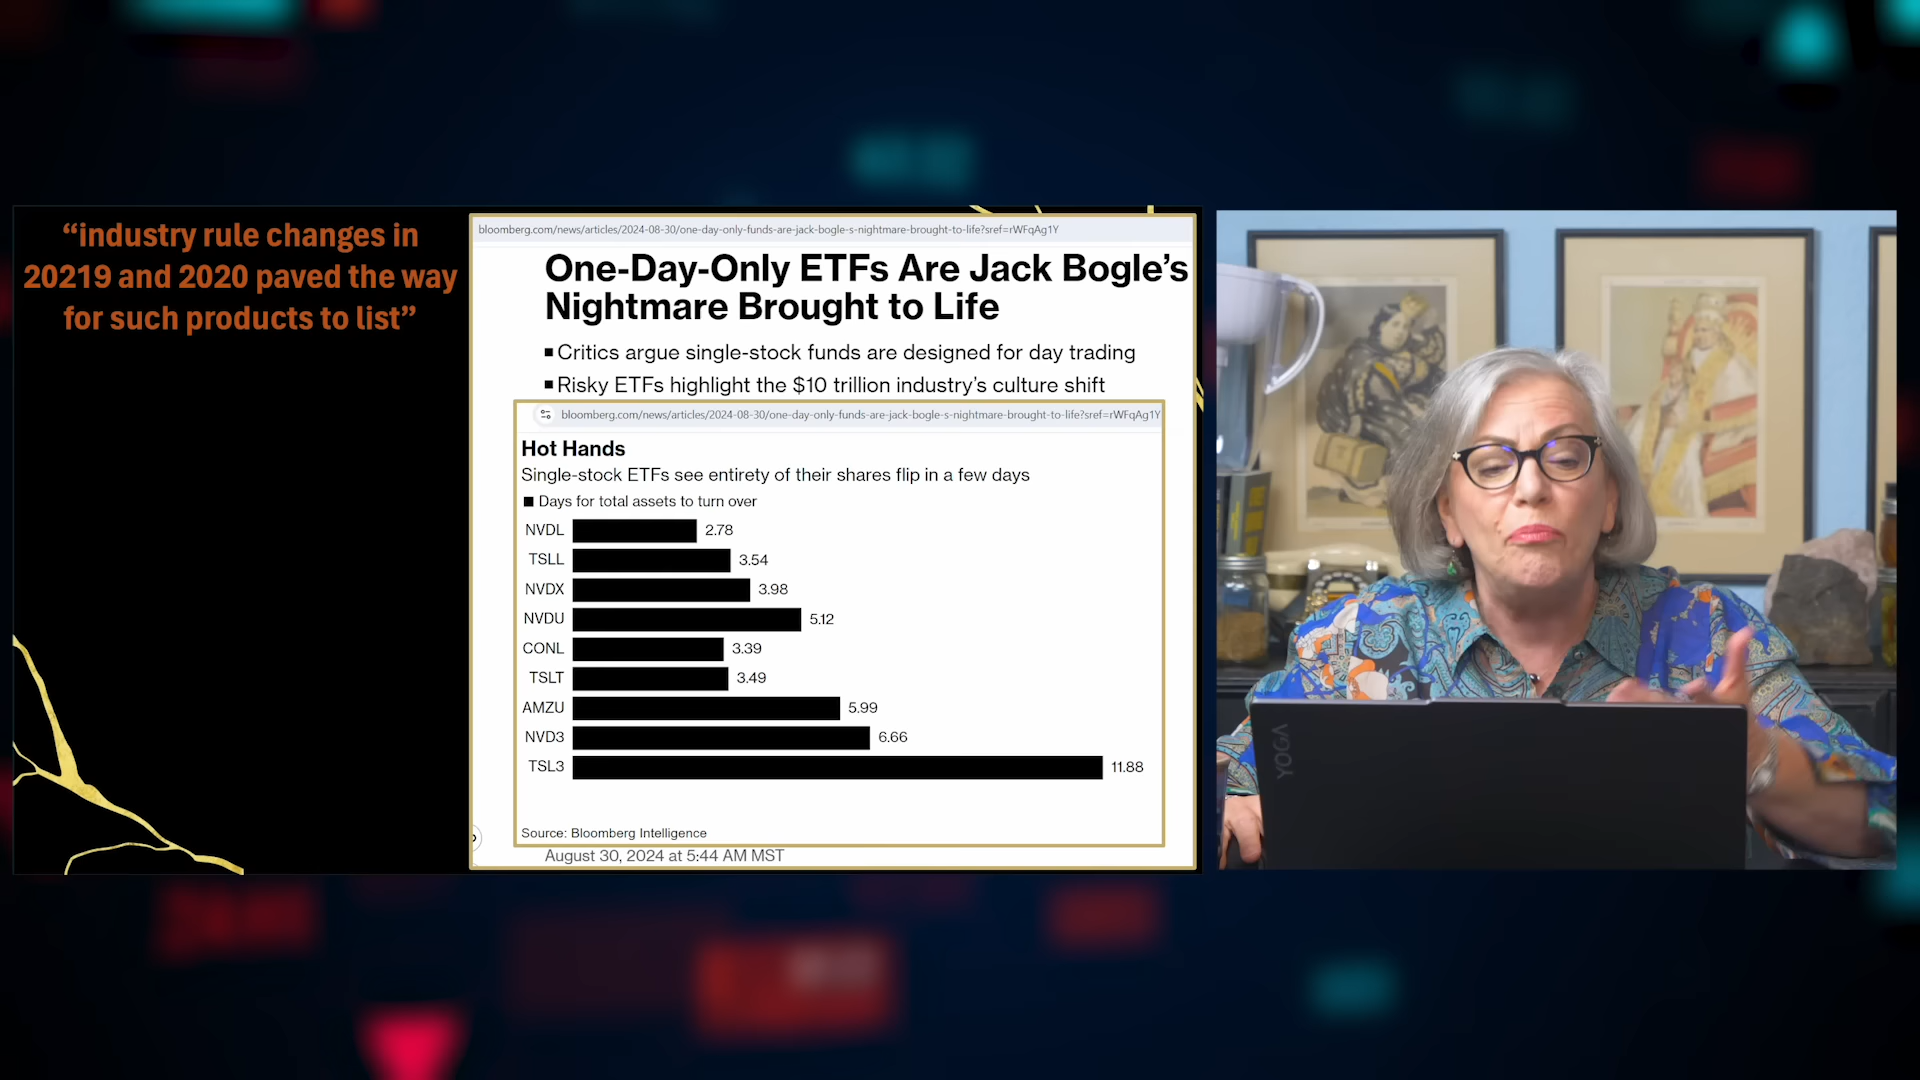 “industry rule changes in
20219 and 2020 paved the way
for such products to list”
bloomberg.com/news/articles/2024-08-30/one-day-only-funds-are-jack-bogle-s-nightmare-brought-to-life?sref=rWFqAg1Y
One-Day-Only ETFs Are Jack Bogle’s
Nightmare Brought to Life
■ Critics argue single-stock funds are designed for day trading
■ Risky ETFs highlight the $10 trillion industry’s culture shift
bloomberg.com/news/articles/2024-08-30/one-day-only-funds-are-jack-bogle-s-nightmare-brought-to-life?sref=rWFqAg1Y
Hot Hands
Single-stock ETFs see entirety of their shares flip in a few days
■ Days for total assets to turn over
NVDL 2.78
TSLL 3.54
NVDX 3.98
NVDU 5.12
CONL 3.39
TSLT 3.49
AMZU 5.99
NVD3 6.66
TSL3 11.88
Source: Bloomberg Intelligence
August 30, 2024 at 5:44 AM MST
YOGA